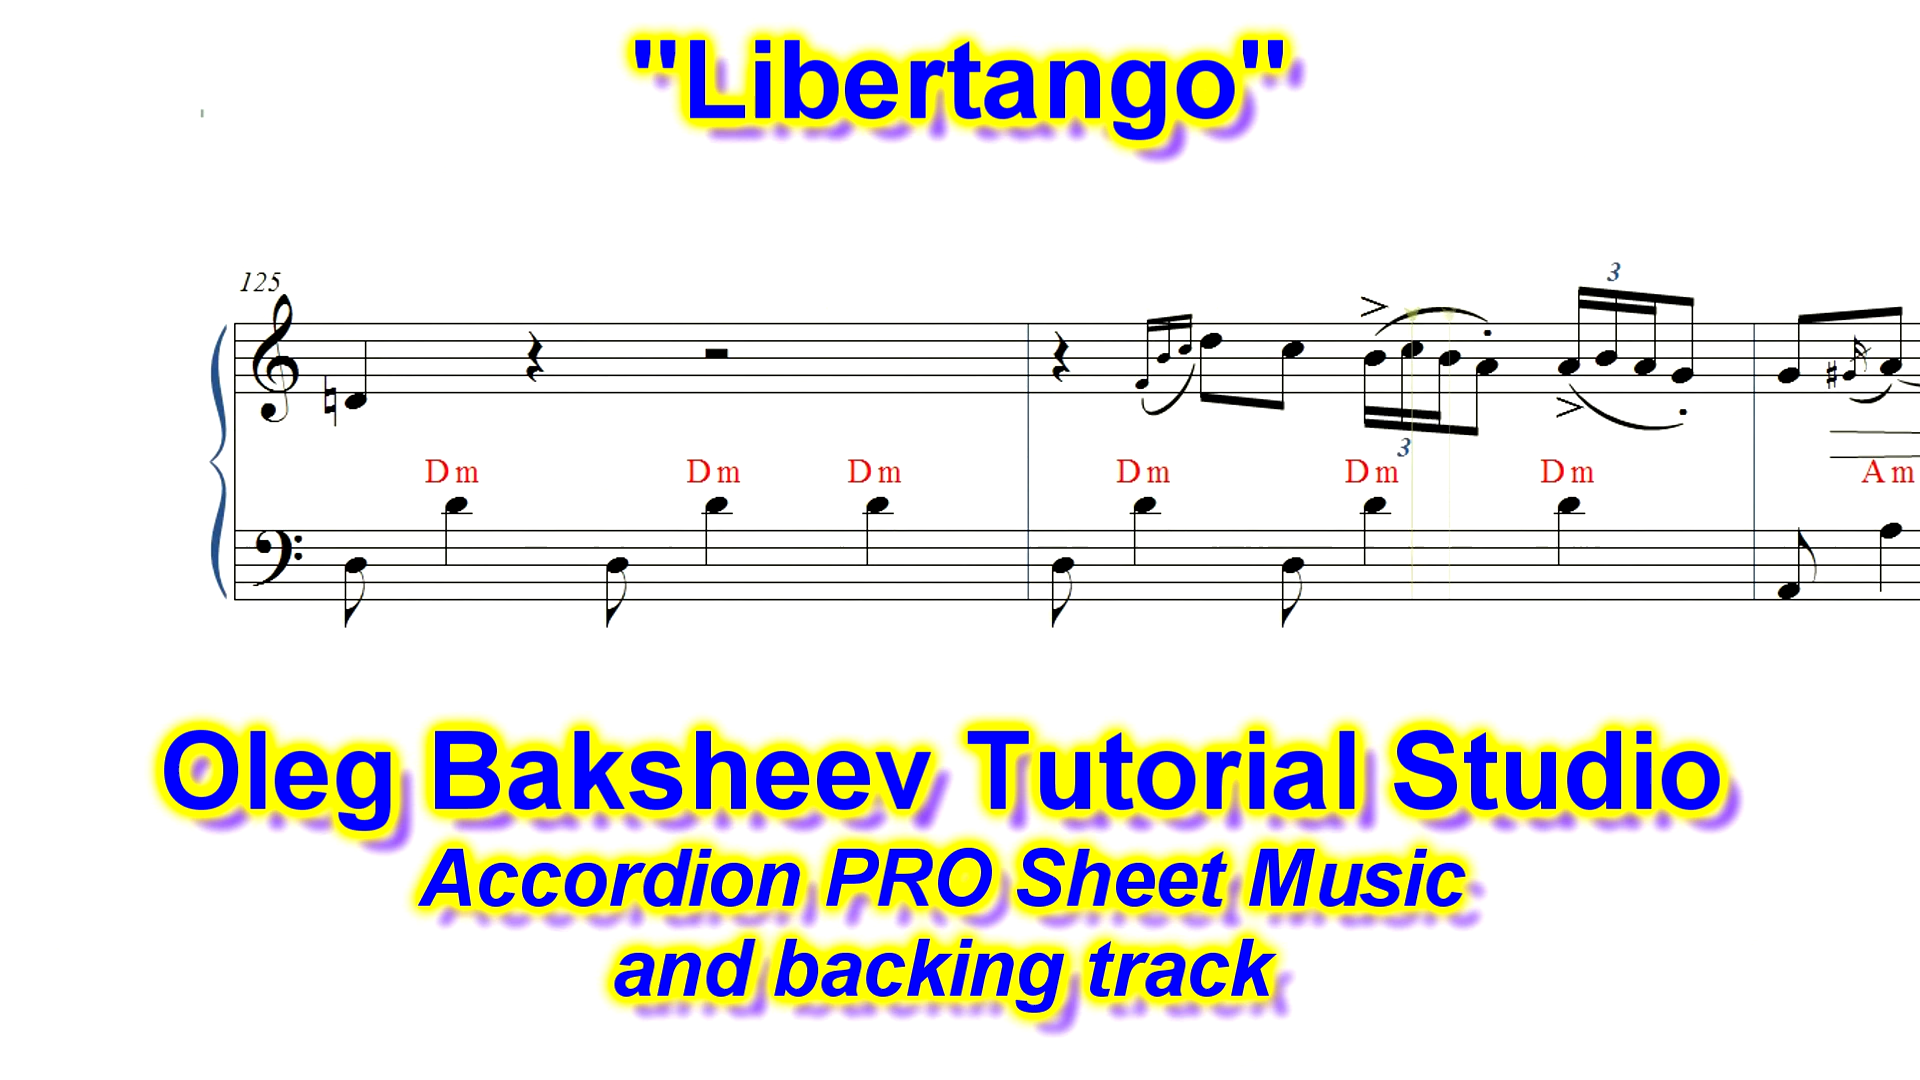 "Libertango"
125
3
3
Dm Dm Dm Dm Dm Dm Am
Oleg Baksheev Tutorial Studio
Accordion PRO Sheet Music
and backing track